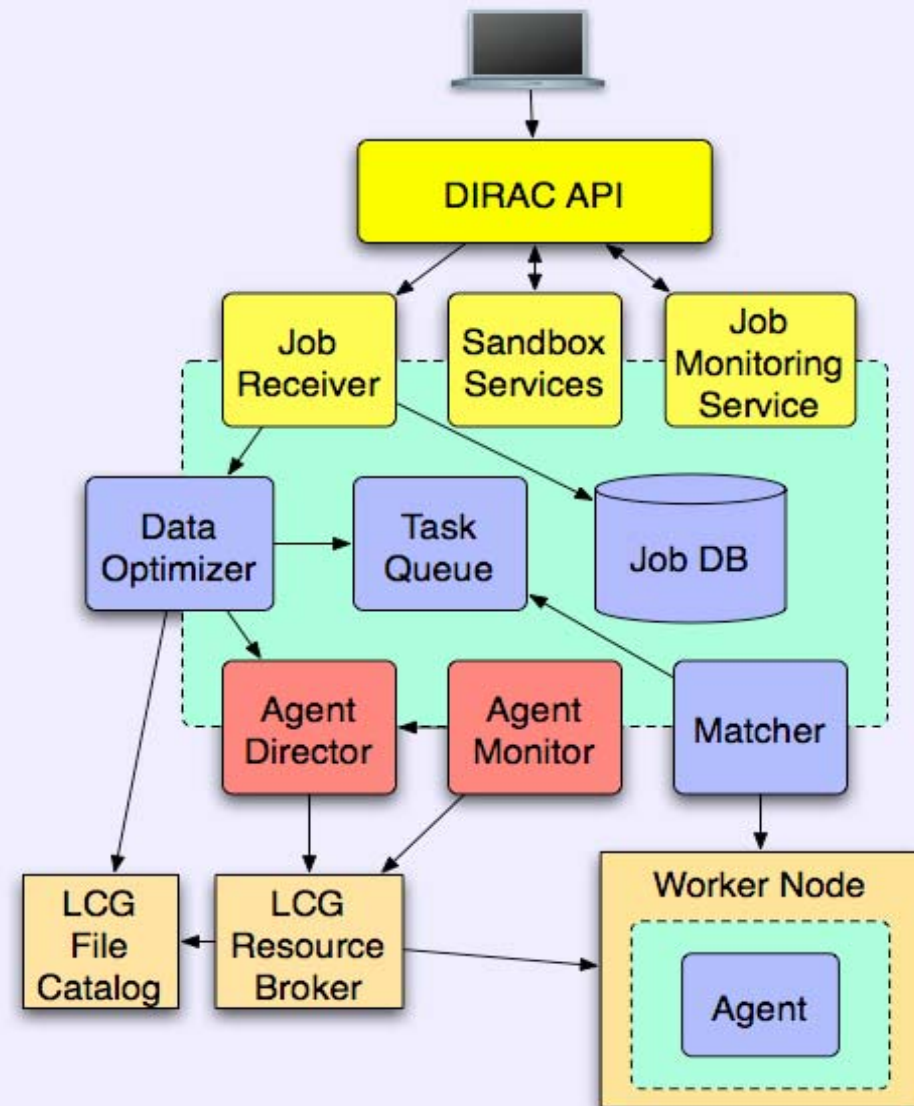 DIRAC API
Job
Receiver
Sandbox
Services
Job
Monitoring
Service
Data
Optimizer
Task
Queue
Job DB
Agent
Director
Agent
Monitor
Matcher
LCG
File
Catalog
LCG
Resource
Broker
Worker Node
Agent